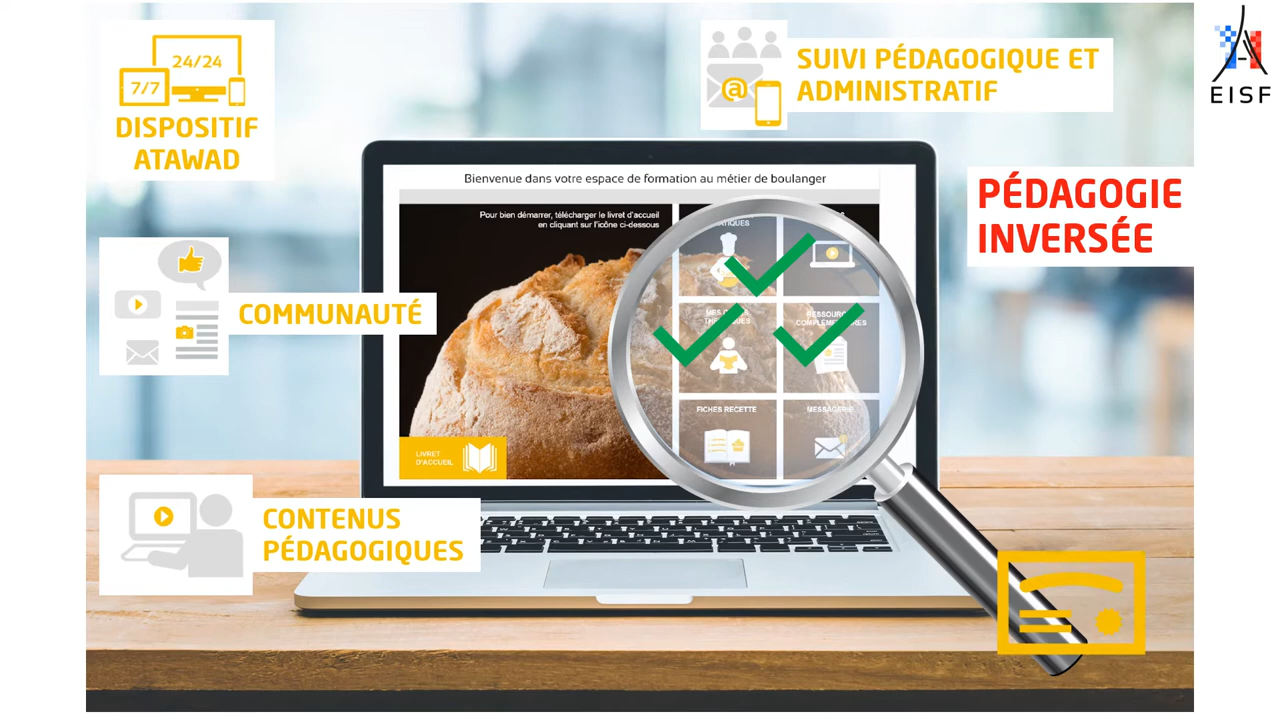 24/24
7/7
DISPOSITIF
ATAWAD
SUIVI PÉDAGOGIQUE ET
ADMINISTRATIF
EISF
PÉDAGOGIE
INVERSÉE
COMMUNAUTÉ
CONTENUS
PÉDAGOGIQUES
Bienvenue dans votre espace de formation au métier de boulanger
Pour bien démarrer, télécharger le livret d'accueil
en cliquant sur l'icône ci-dessous
LIVRET
D'ACCUEIL
FICHES RECETTE
MESSAGERIE
@